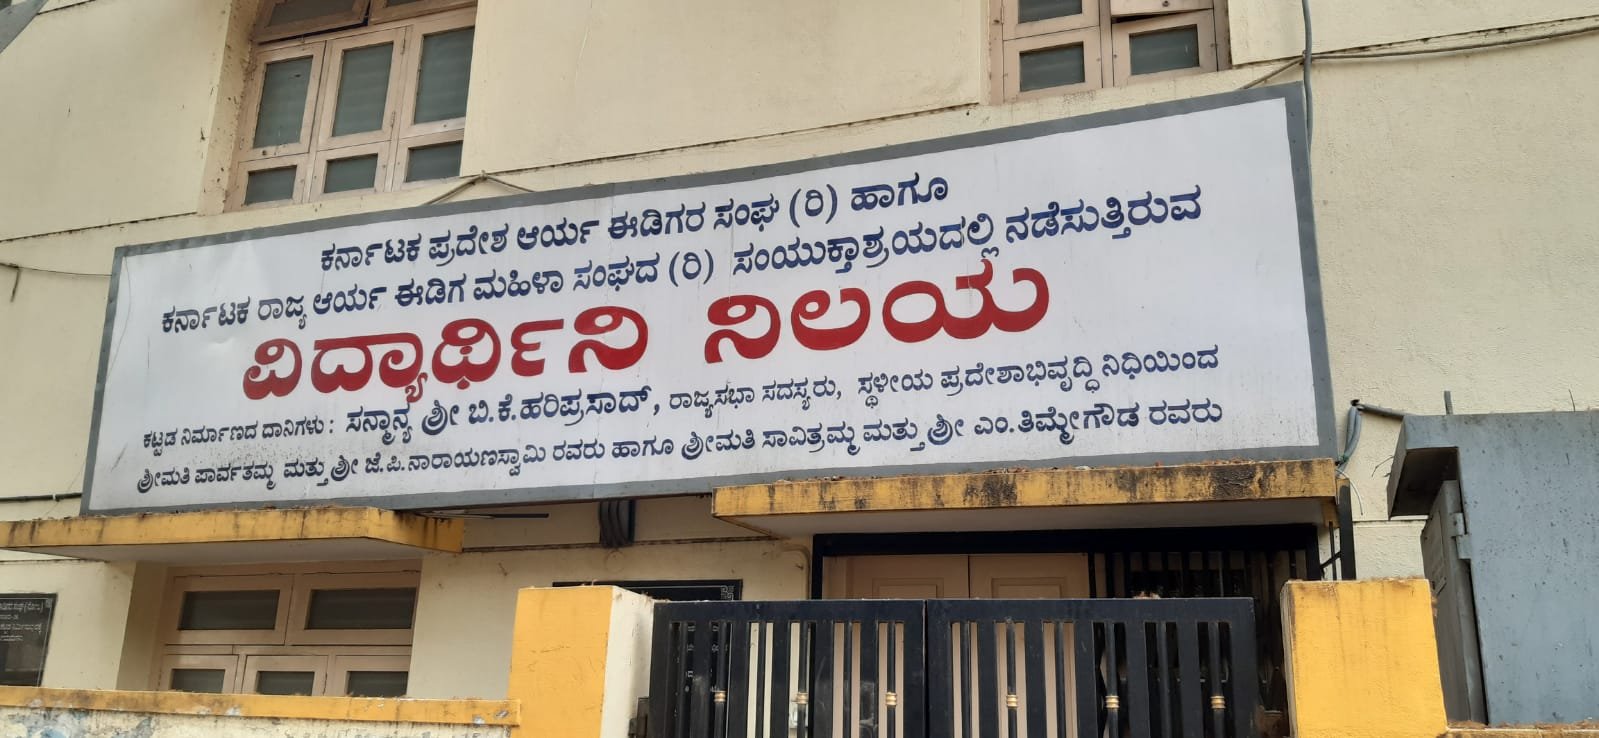 ಕರ್ನಾಟಕ ಪ್ರದೇಶ ಆರ್ಯ ಈಡಿಗರ ಸಂಘ (ರಿ) ಹಾಗೂ
ಕರ್ನಾಟಕ ರಾಜ್ಯ ಆರ್ಯ ಈಡಿಗ ಮಹಿಳಾ ಸಂಘದ (ರಿ) ಸಂಯುಕ್ತಾಶ್ರಯದಲ್ಲಿ ನಡೆಸುತ್ತಿರುವ
ವಿದ್ಯಾರ್ಥಿನಿ ನಿಲಯ
ಕಟ್ಟಡ ನಿರ್ಮಾಣದ ದಾನಿಗಳು : ಸನ್ಮಾನ್ಯ ಶ್ರೀ ಬಿ.ಕೆ.ಹರಿಪ್ರಸಾದ್, ರಾಜ್ಯಸಭಾ ಸದಸ್ಯರು, ಸ್ಥಳೀಯ ಪ್ರದೇಶಾಭಿವೃದ್ಧಿ ನಿಧಿಯಿಂದ
ಶ್ರೀಮತಿ ಪಾರ್ವತಮ್ಮ ಮತ್ತು ಶ್ರೀ ಜೆ.ಪಿ.ನಾರಾಯಣಸ್ವಾಮಿ ರವರು ಹಾಗೂ ಶ್ರೀಮತಿ ಸಾವಿತ್ರಮ್ಮ ಮತ್ತು ಶ್ರೀ ಎಂ.ತಿಮ್ಮೇಗೌಡ ರವರು